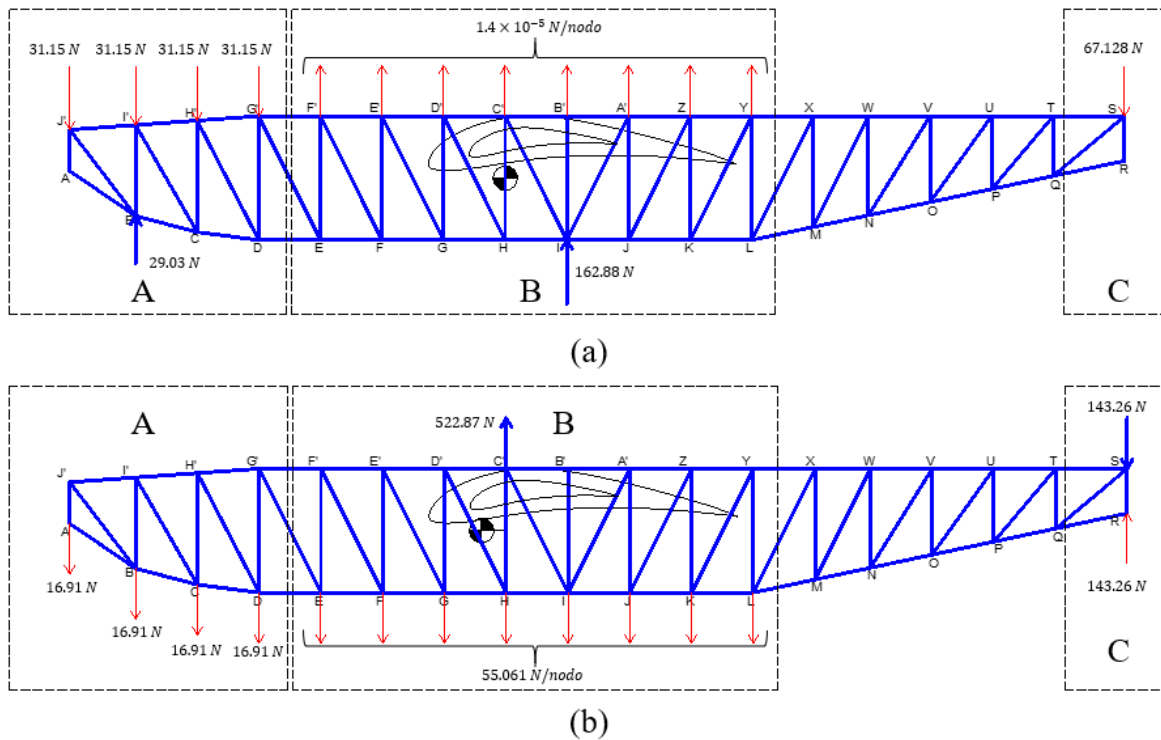 1.4 × 10⁻⁵ N/nodo
31.15 N 31.15 N 31.15 N 31.15 N 67.128 N
J' I' H' G' F' E' D' C' B' A' Z Y X W V U T S
A B C D E F G H I J K L M N O P Q R
29.03 N 162.88 N
A B C
(a)
A 522.87 N B 143.26 N
J' I' H' G' F' E' D' C' B' A' Z Y X W V U T S
A B C D E F G H I J K L M N O P Q R
16.91 N 16.91 N 16.91 N 16.91 N 143.26 N
55.061 N/nodo C
(b)